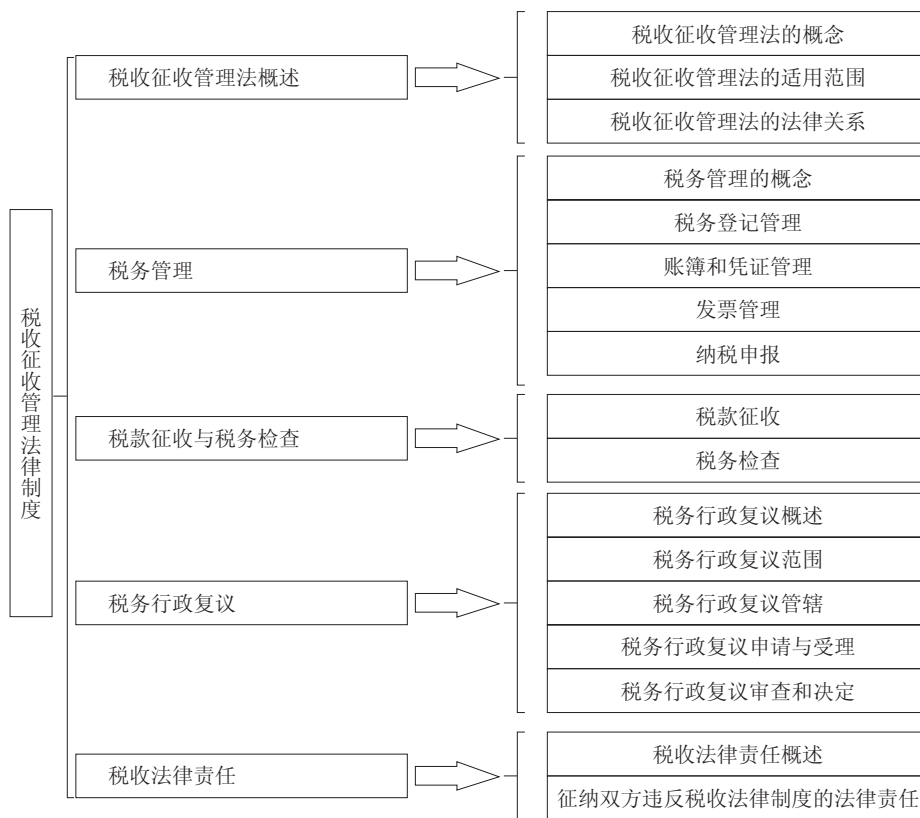 税收征收管理法律制度
税收征收管理法概述
税收征收管理法的概念
税收征收管理法的适用范围
税收征收管理法的法律关系
税务管理
税务管理的概念
税务登记管理
账簿和凭证管理
发票管理
纳税申报
税款征收与税务检查
税款征收
税务检查
税务行政复议
税务行政复议概述
税务行政复议范围
税务行政复议管辖
税务行政复议申请与受理
税务行政复议审查和决定
税收法律责任
税收法律责任概述
征纳双方违反税收法律制度的法律责任